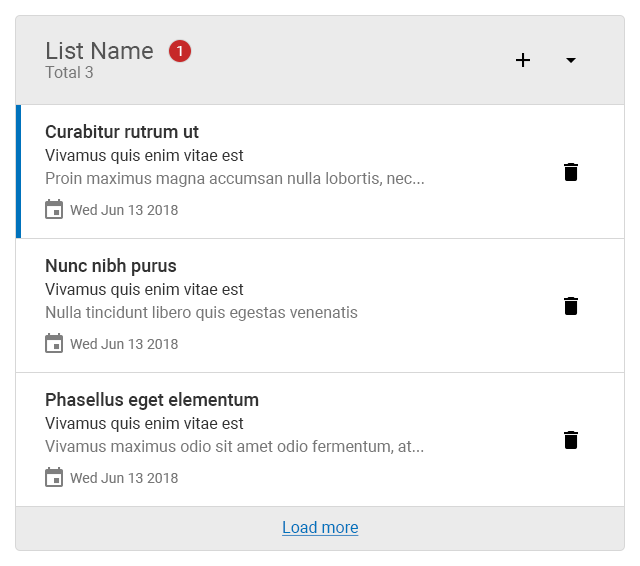 List Name 1
Total 3
Curabitur rutrum ut
Vivamus quis enim vitae est
Proin maximus magna accumsan nulla lobortis, nec...
Wed Jun 13 2018
Nunc nibh purus
Vivamus quis enim vitae est
Nulla tincidunt libero quis egestas venenatis
Wed Jun 13 2018
Phasellus eget elementum
Vivamus quis enim vitae est
Vivamus maximus odio sit amet odio fermentum, at...
Wed Jun 13 2018
Load more